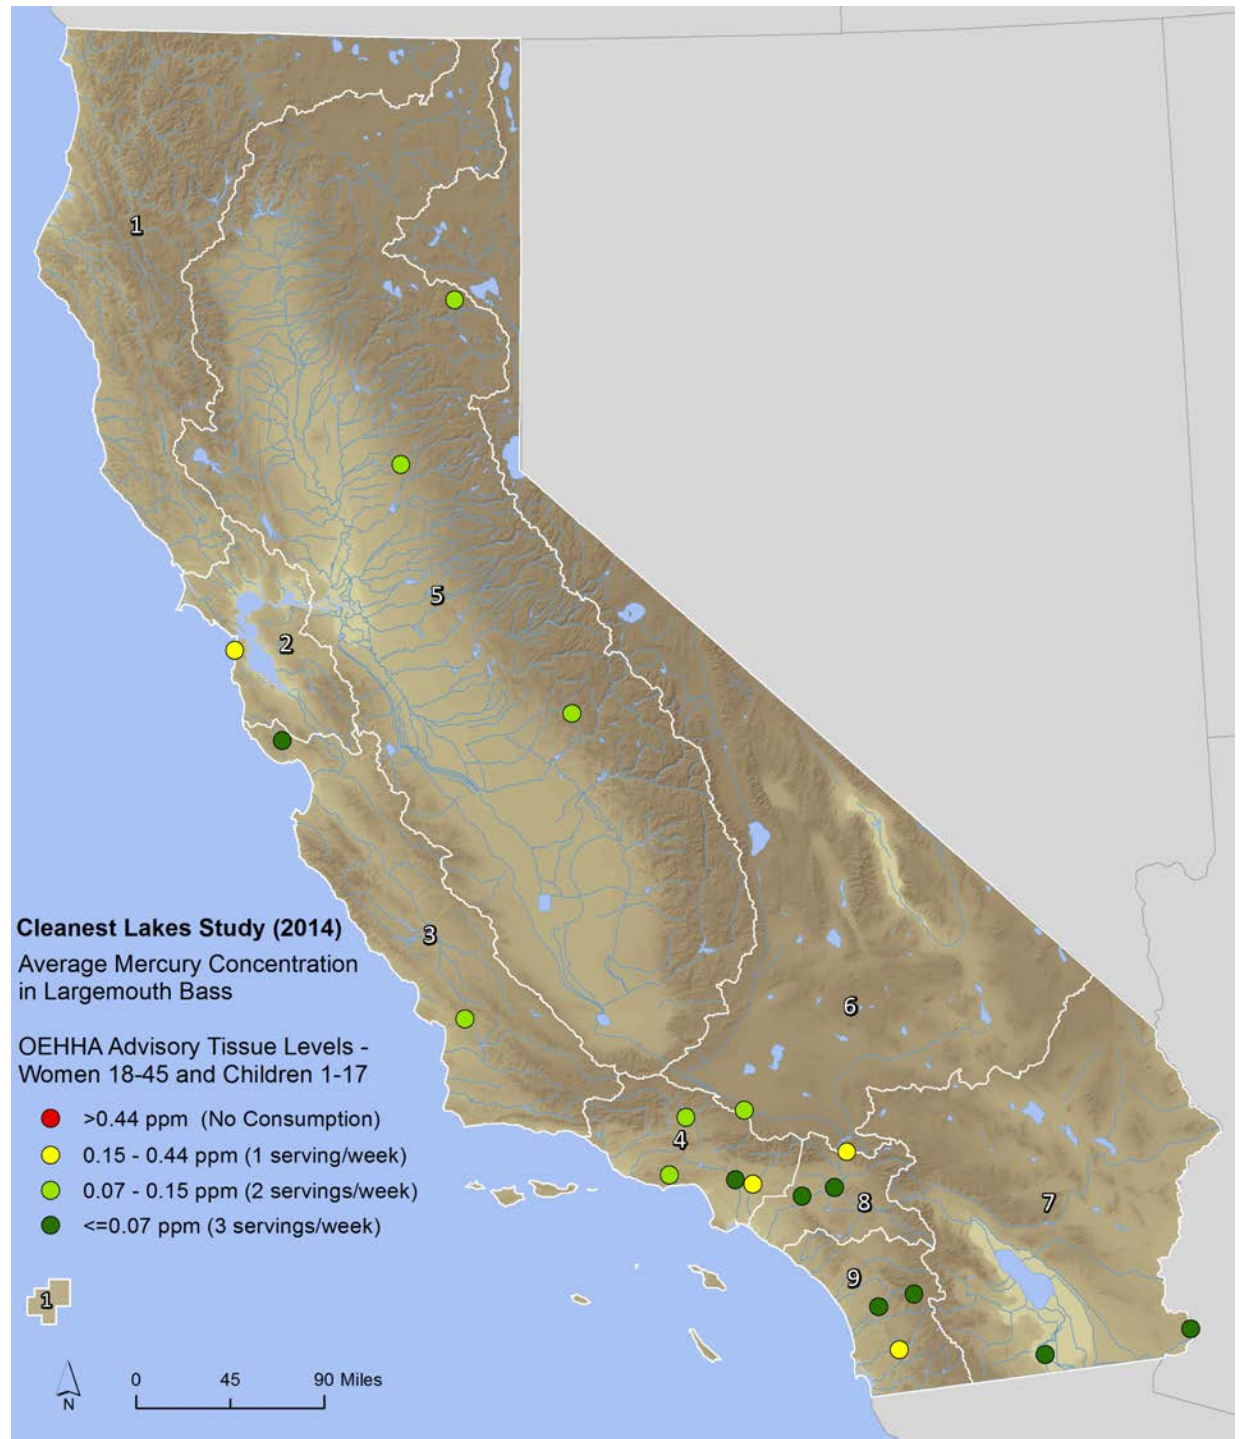 1
5
2
3
6
4
8
7
9
Cleanest Lakes Study (2014)
Average Mercury Concentration
in Largemouth Bass
OEHHA Advisory Tissue Levels -
Women 18-45 and Children 1-17
>0.44 ppm (No Consumption)
0.15 - 0.44 ppm (1 serving/week)
0.07 - 0.15 ppm (2 servings/week)
<=0.07 ppm (3 servings/week)
1
N
0 45 90 Miles